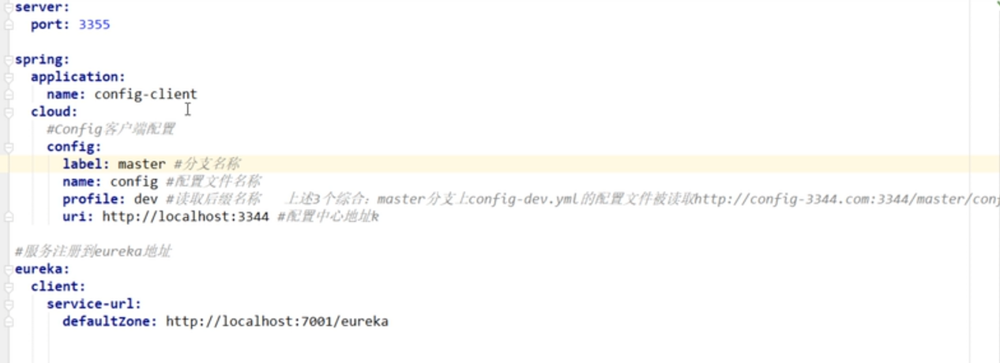 server:
  port: 3355
spring:
  application:
    name: config-client
  cloud:
    #Config客户端配置
    config:
      label: master #分支名称
      name: config #配置文件名称
      profile: dev #读取后缀名称   上述3个综合：master分支上config-dev.yml的配置文件被读取http://config-3344.com:3344/master/conf
      uri: http://localhost:3344 #配置中心地址k
#服务注册到eureka地址
eureka:
  client:
    service-url:
      defaultZone: http://localhost:7001/eureka